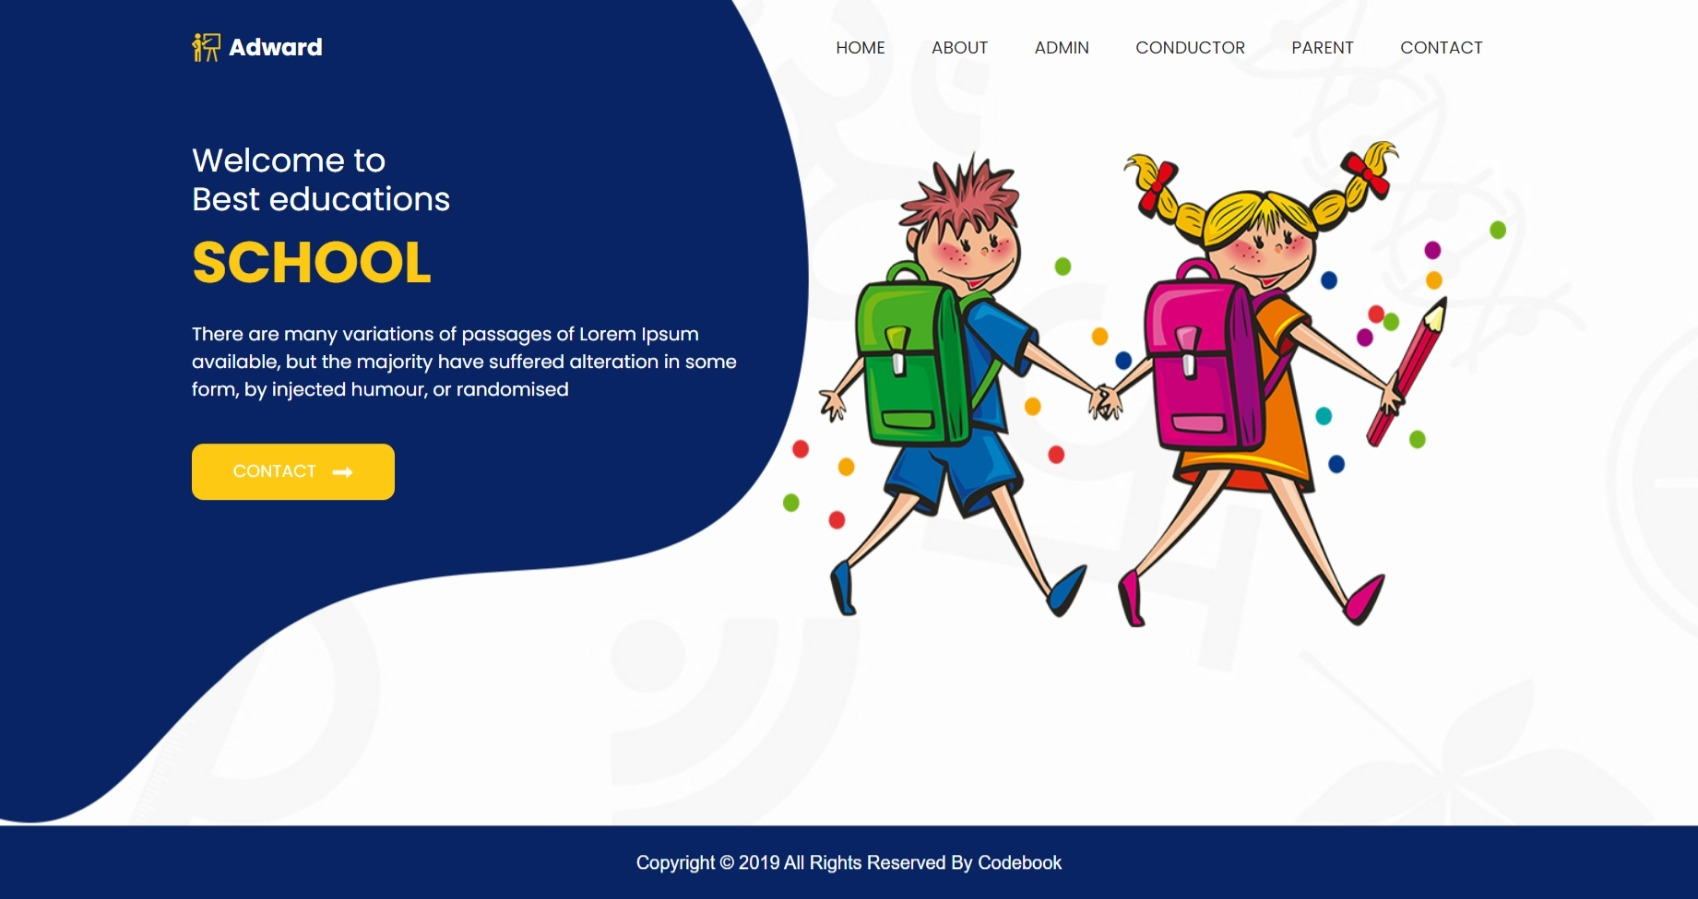 Adward
HOME ABOUT ADMIN CONDUCTOR PARENT CONTACT
Welcome to
Best educations
SCHOOL
There are many variations of passages of Lorem Ipsum
available, but the majority have suffered alteration in some
form, by injected humour, or randomised
CONTACT
Copyright © 2019 All Rights Reserved By Codebook